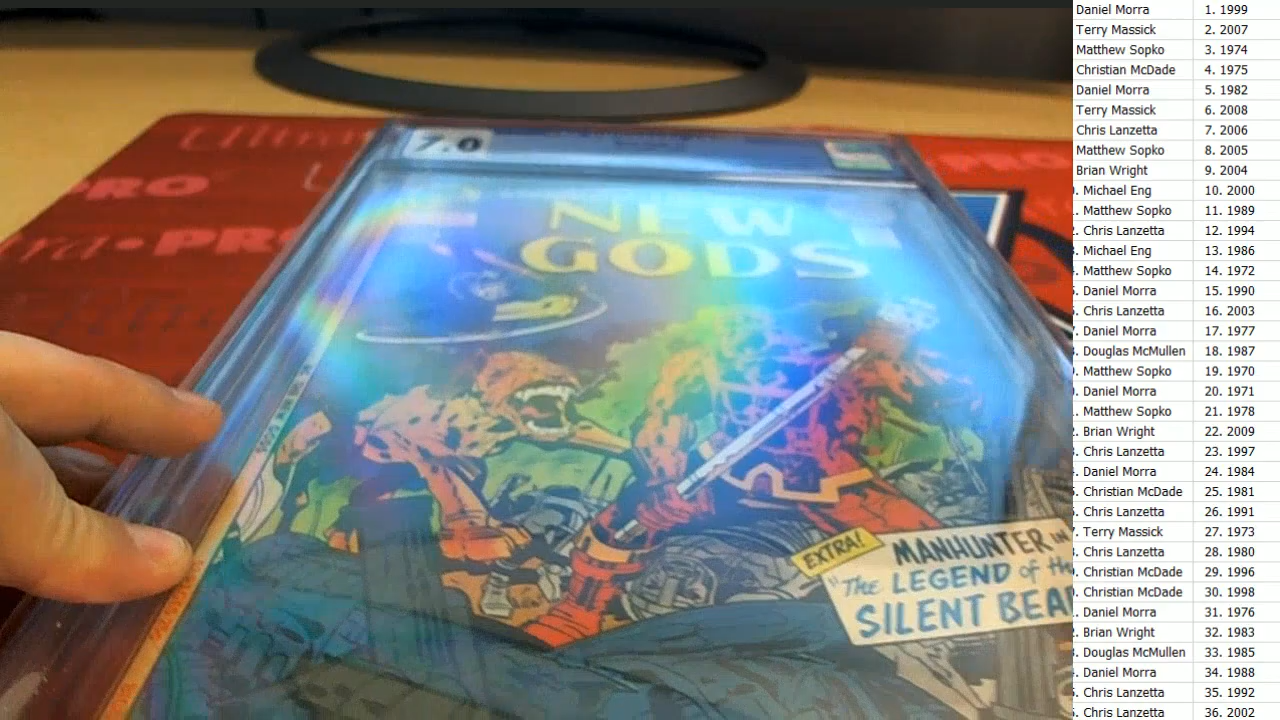 7.0
Ultra
PRO
PRO
ra•PRO
NEW
GODS
EXTRA!
MANHUNTER in
"The LEGEND of th
SILENT BEA
Daniel Morra 1. 1999
Terry Massick 2. 2007
Matthew Sopko 3. 1974
Christian McDade 4. 1975
Daniel Morra 5. 1982
Terry Massick 6. 2008
Chris Lanzetta 7. 2006
Matthew Sopko 8. 2005
Brian Wright 9. 2004
. Michael Eng 10. 2000
. Matthew Sopko 11. 1989
. Chris Lanzetta 12. 1994
. Michael Eng 13. 1986
. Matthew Sopko 14. 1972
. Daniel Morra 15. 1990
. Chris Lanzetta 16. 2003
. Daniel Morra 17. 1977
. Douglas McMullen 18. 1987
. Matthew Sopko 19. 1970
. Daniel Morra 20. 1971
. Matthew Sopko 21. 1978
. Brian Wright 22. 2009
. Chris Lanzetta 23. 1997
. Daniel Morra 24. 1984
. Christian McDade 25. 1981
. Chris Lanzetta 26. 1991
. Terry Massick 27. 1973
. Chris Lanzetta 28. 1980
. Christian McDade 29. 1996
. Christian McDade 30. 1998
. Daniel Morra 31. 1976
. Brian Wright 32. 1983
. Douglas McMullen 33. 1985
. Daniel Morra 34. 1988
. Chris Lanzetta 35. 1992
. Chris Lanzetta 36. 2002